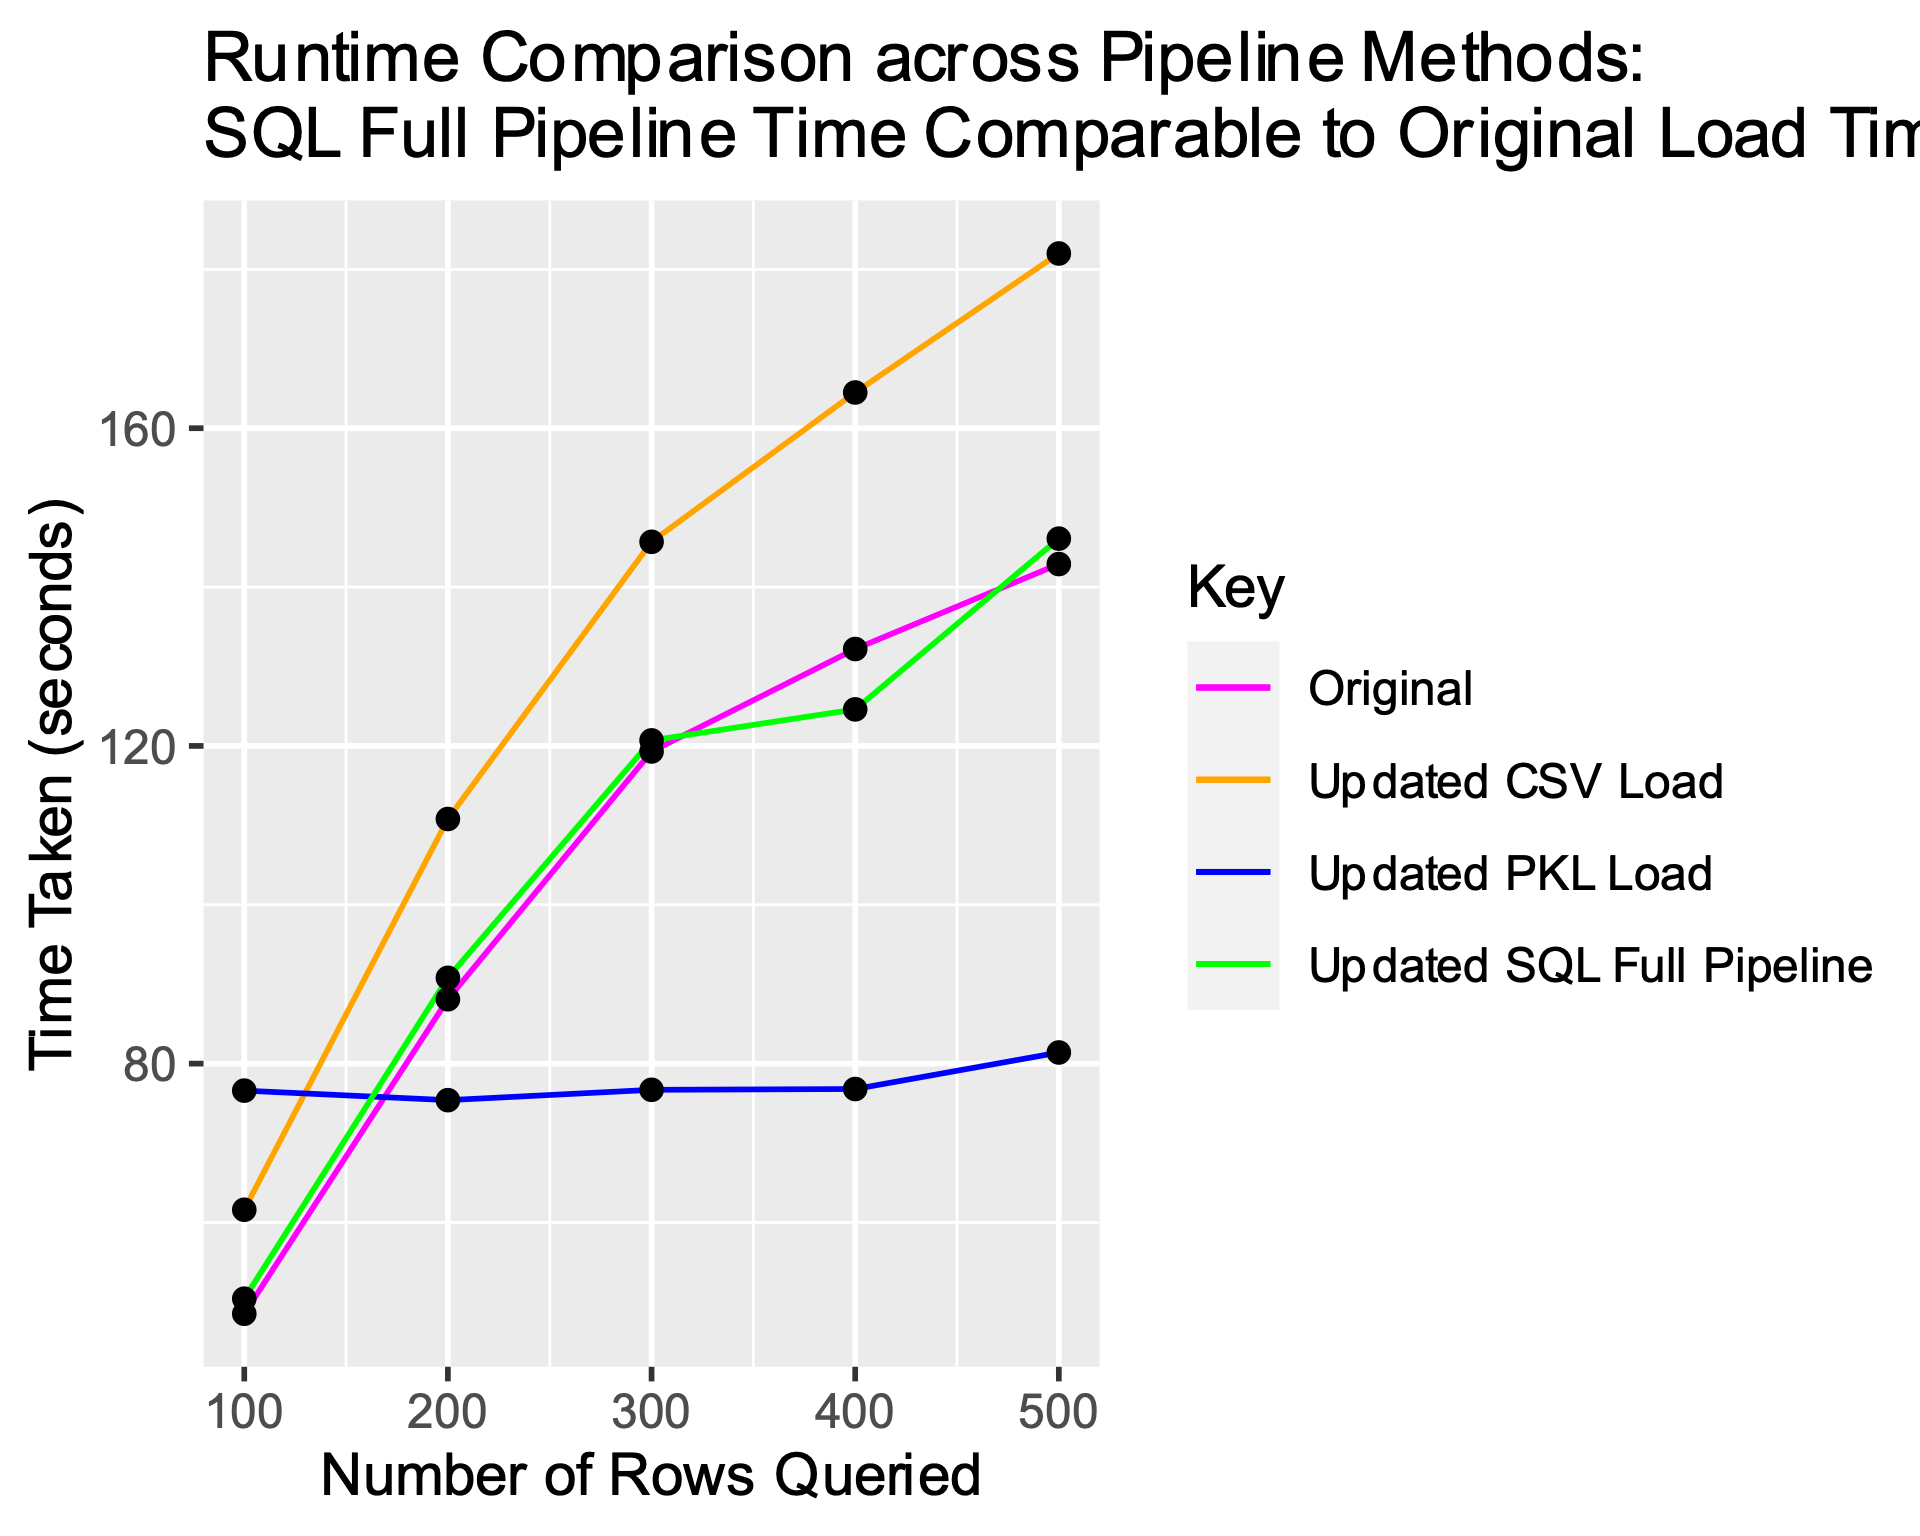 Runtime Comparison across Pipeline Methods:
SQL Full Pipeline Time Comparable to Original Load
160
120
80
Time Taken (seconds)
100 200 300 400 500
Number of Rows Queried
Key
Original
Updated CSV Load
Updated PKL Load
Updated SQL Full Pipeline